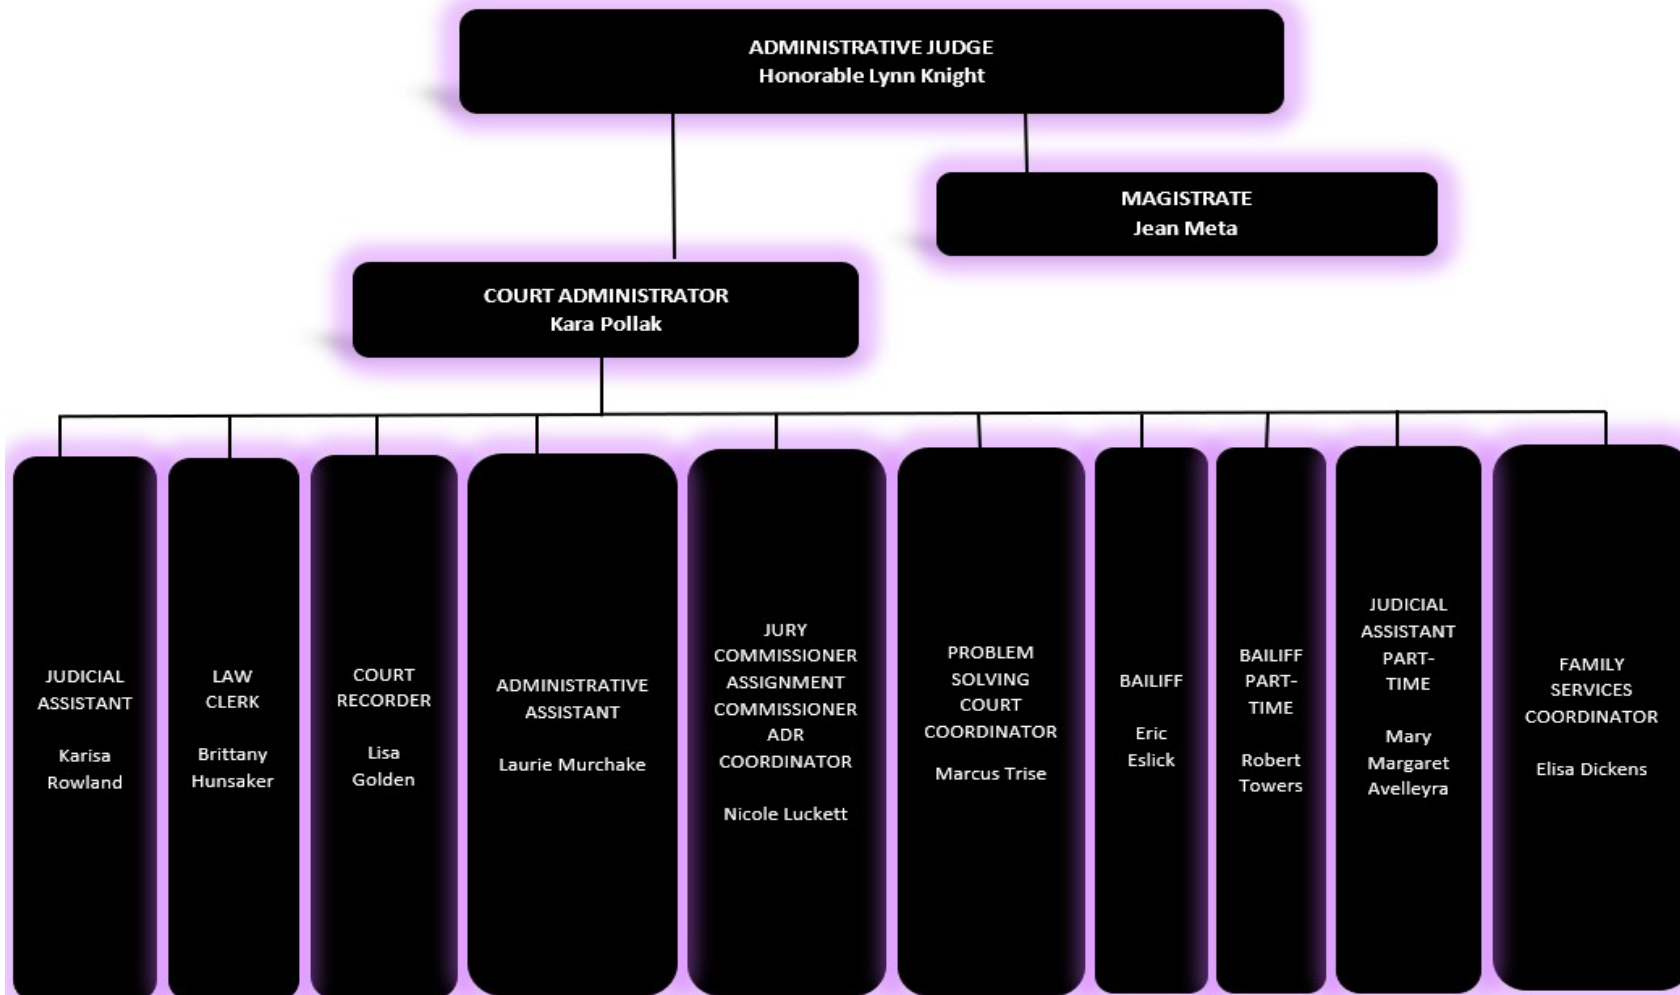 ADMINISTRATIVE JUDGE
Honorable Lynn Knight
MAGISTRATE
Jean Meta
COURT ADMINISTRATOR
Kara Pollak
JUDICIAL
ASSISTANT
Karisa
Rowland
LAW
CLERK
Brittany
Hunsaker
COURT
RECORDER
Lisa
Golden
ADMINISTRATIVE
ASSISTANT
Laurie Murchake
JURY
COMMISSIONER
ASSIGNMENT
COMMISSIONER
ADR
COORDINATOR
Nicole Luckett
PROBLEM
SOLVING
COURT
COORDINATOR
Marcus Trise
BAILIFF
Eric
Eslick
BAILIFF
PART-
TIME
Robert
Towers
JUDICIAL
ASSISTANT
PART-
TIME
Mary
Margaret
Avelleyra
FAMILY
SERVICES
COORDINATOR
Elisa Dickens